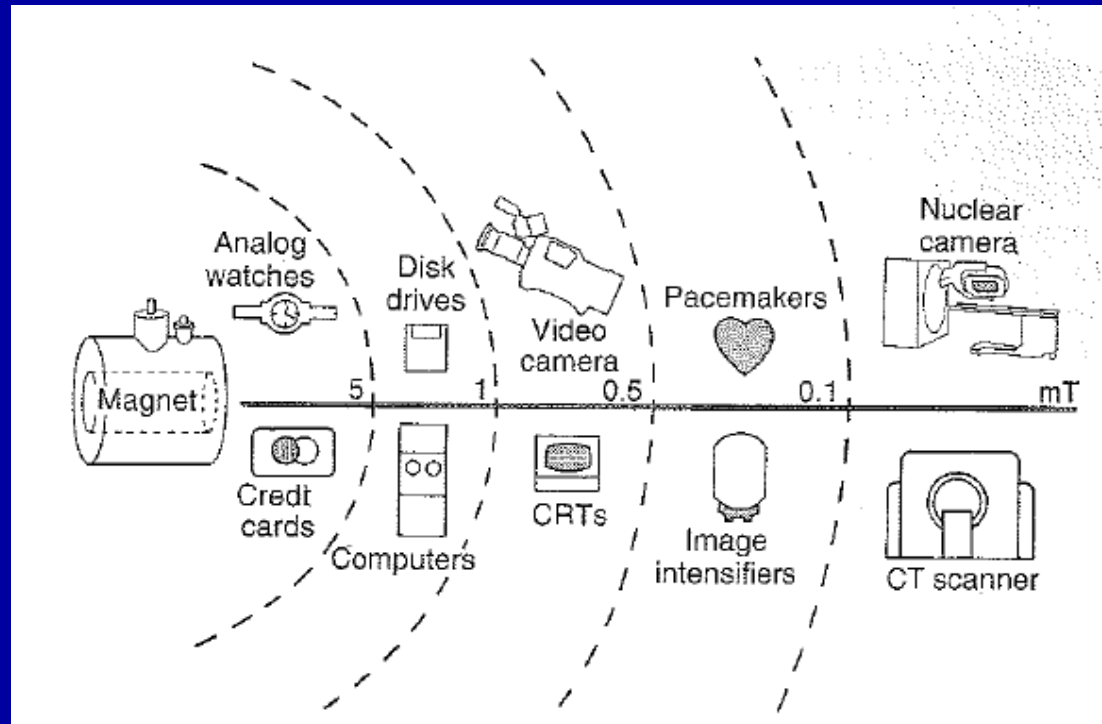 Analog
watches
Disk
drives
Video
camera
Pacemakers
Nuclear
camera
Magnet
5
1
0.5
0.1
mT
Credit
cards
Computers
CRTs
Image
intensifiers
CT scanner